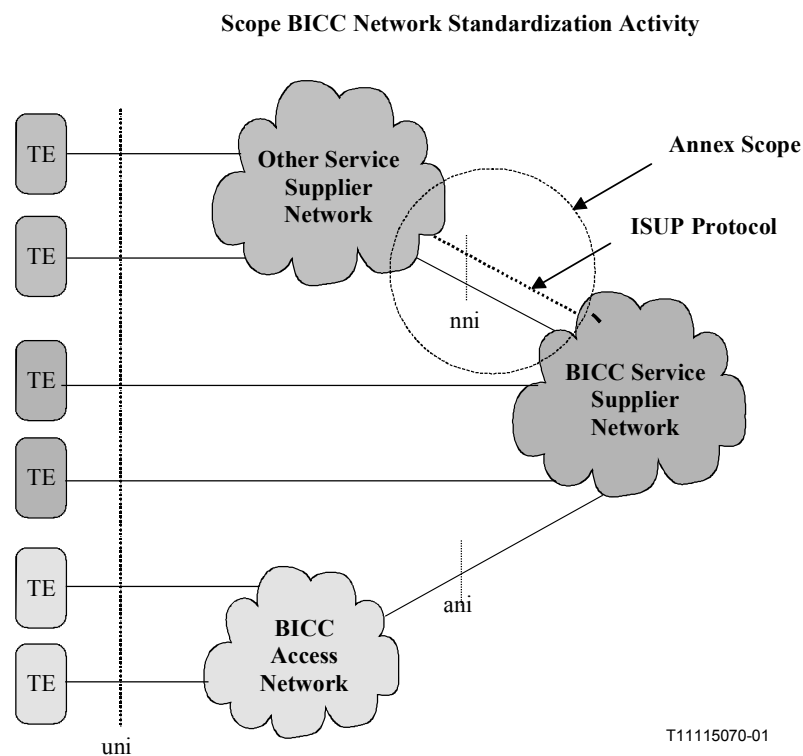 Scope BICC Network Standardization Activity
TE
Other Service
Supplier
Network
Annex Scope
ISUP Protocol
TE
nni
TE
BICC Service
Supplier
Network
TE
TE
ani
BICC
Access
Network
TE
uni
T11115070-01